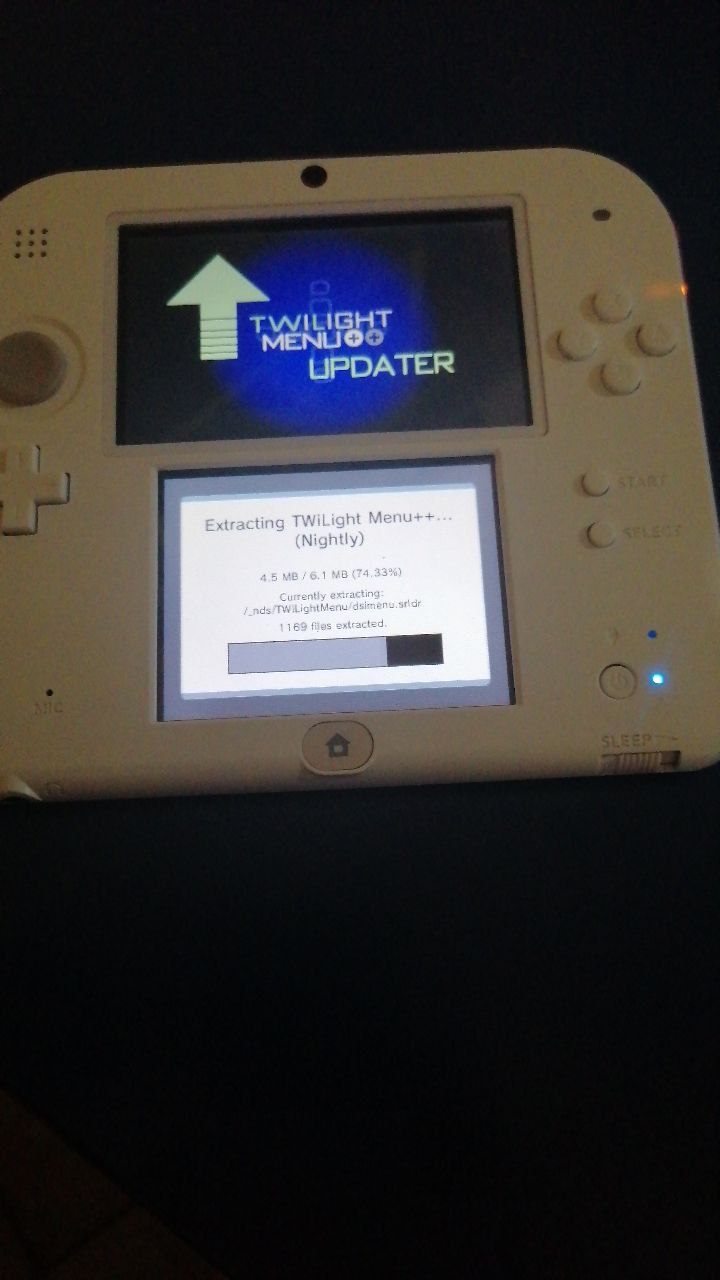 TWILIGHT
MENU++
UPDATER
Extracting TWiLight Menu++...
(Nightly)
4.5 MB / 6.1 MB (74.33%)
Currently extracting:
/_nds/TWiLightMenu/dsimenu.srldr
1169 files extracted.
START
SELECT
MIC
SLEEP